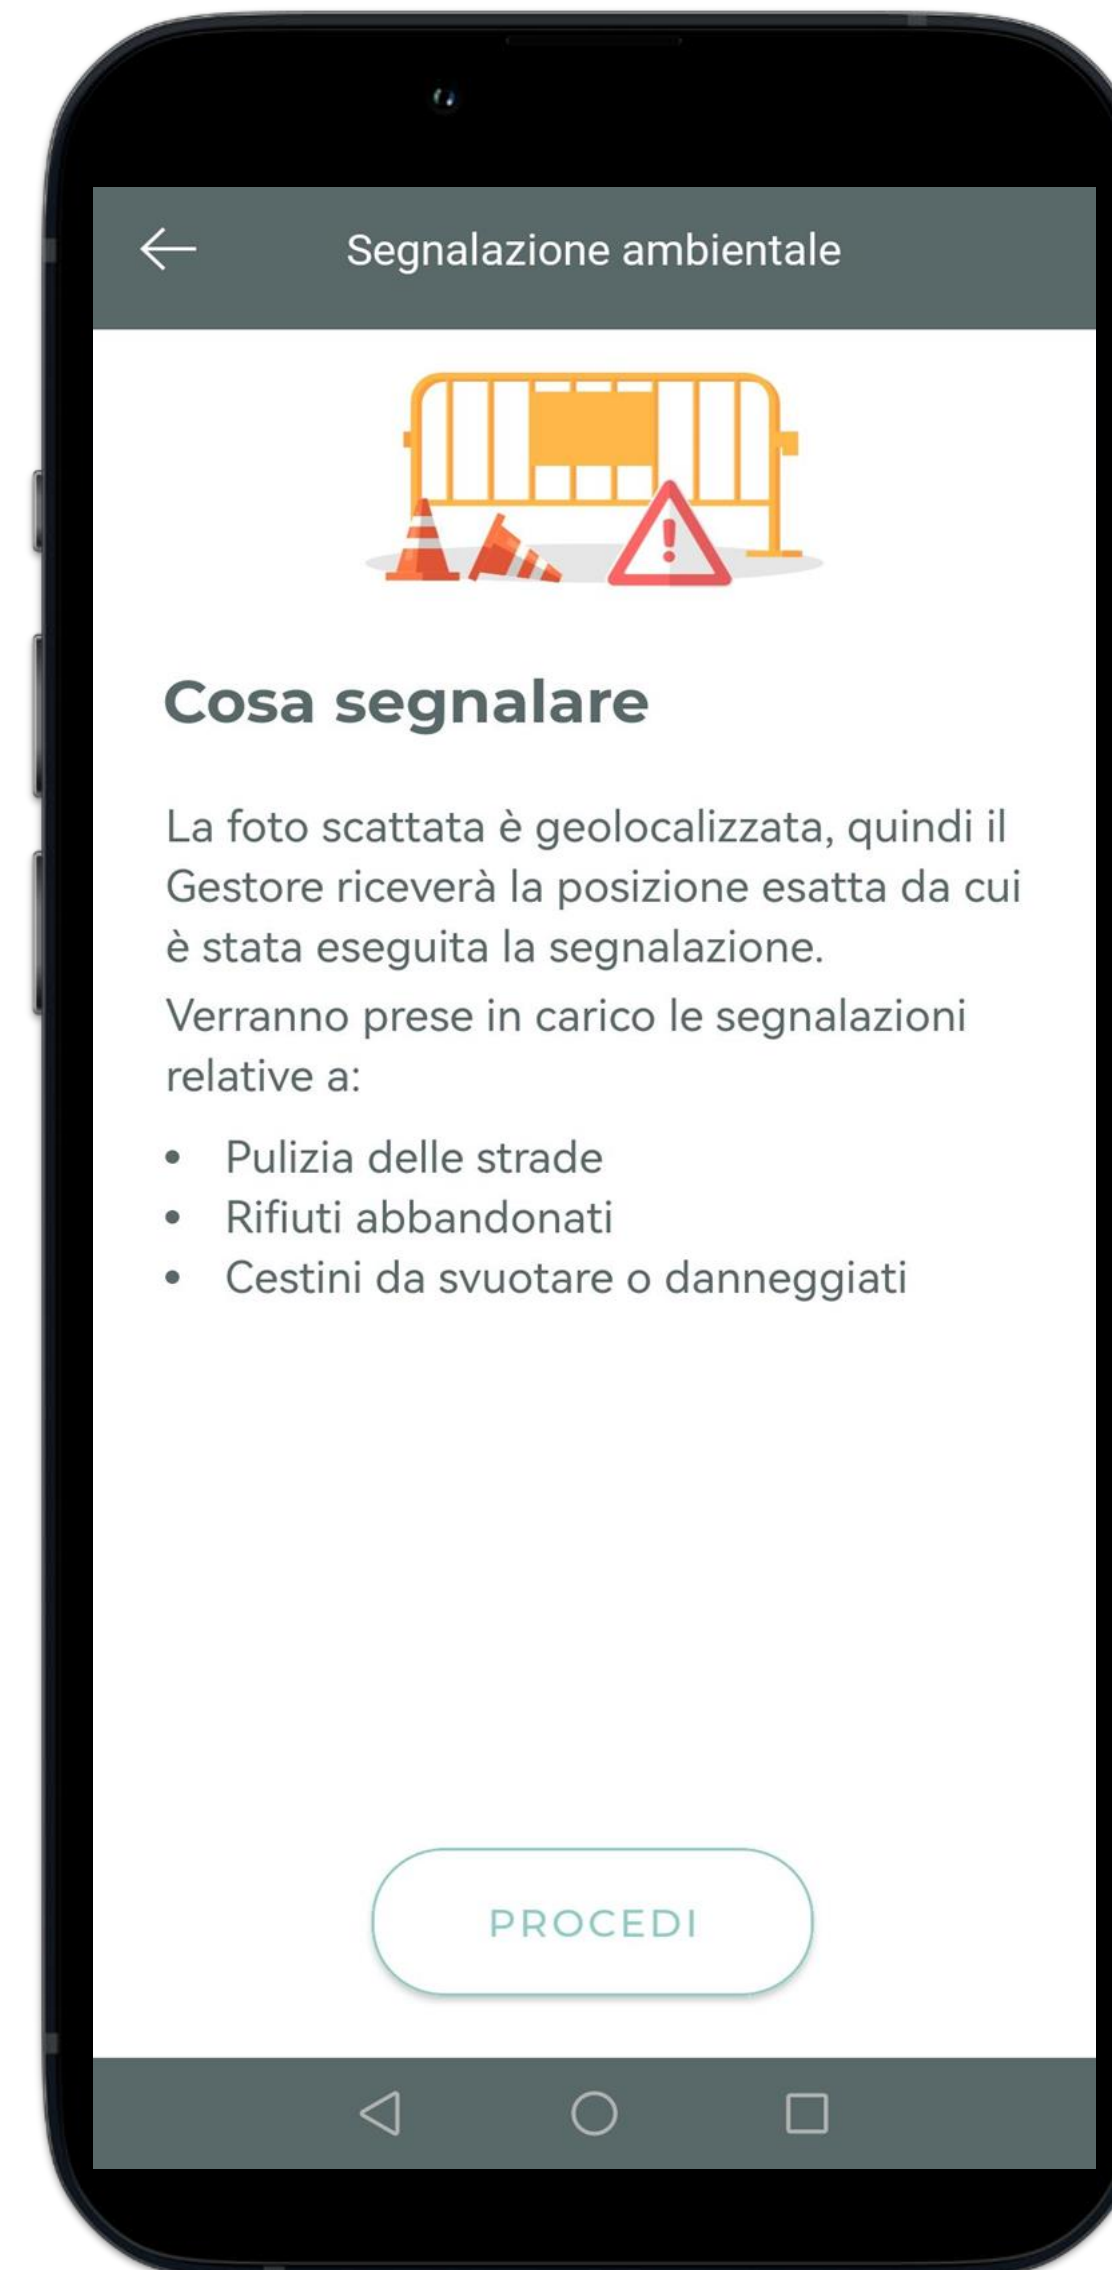 Segnalazione ambientale
Cosa segnalare
La foto scattata è geolocalizzata, quindi il
Gestore riceverà la posizione esatta da cui
è stata eseguita la segnalazione.
Verranno prese in carico le segnalazioni
relative a:
• Pulizia delle strade
• Rifiuti abbandonati
• Cestini da svuotare o danneggiati
PROCEDI